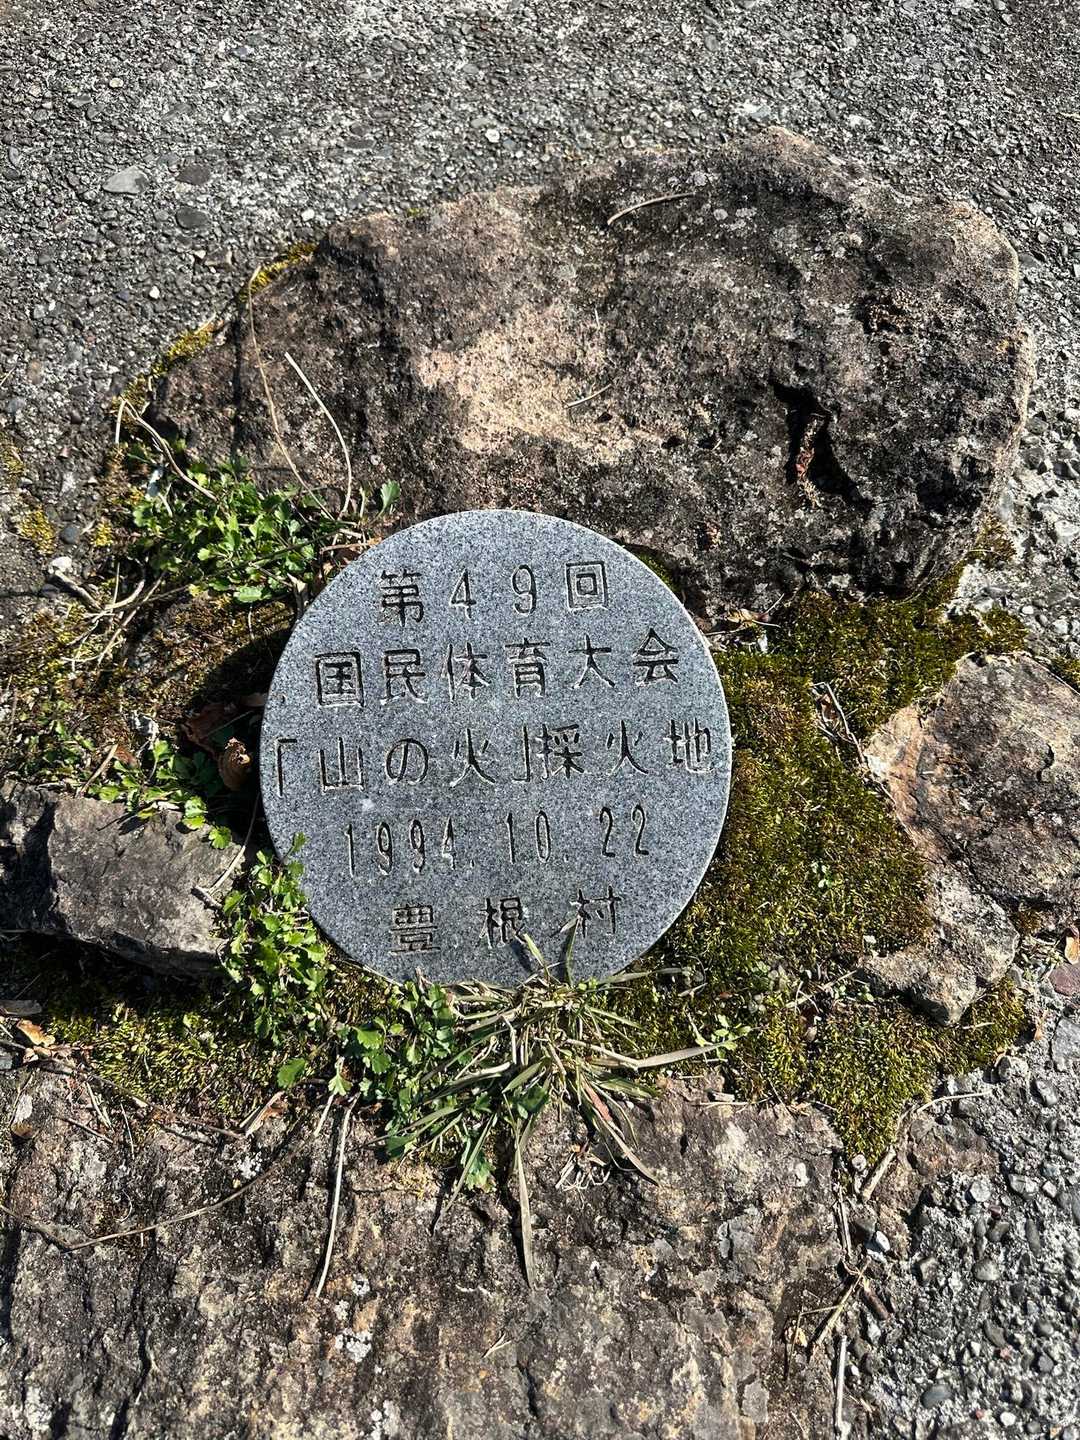 第49回
国民体育大会
「山の火」採火地
1994.10.22
豊根村